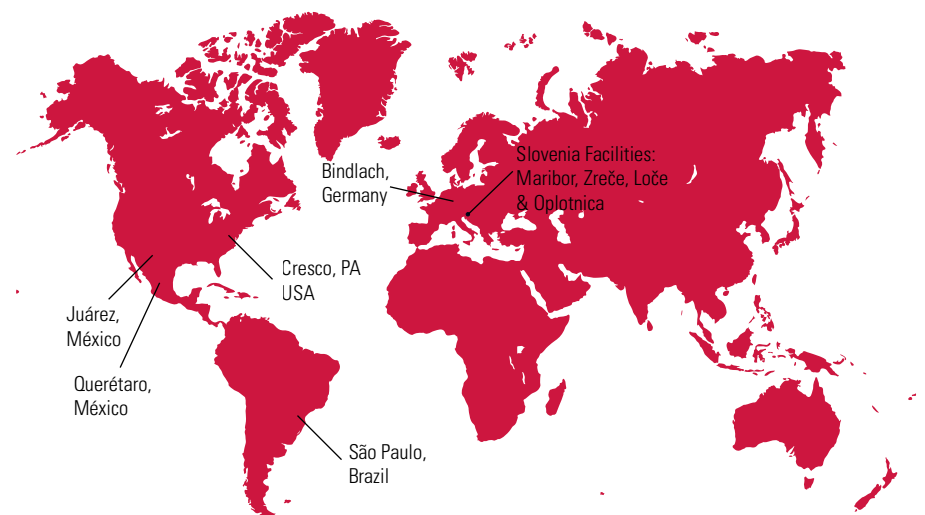 Slovenia Facilities:
Maribor, Zreče, Loče
& Oplotnica
Bindlach,
Germany
Cresco, PA
USA
Juárez,
México
Querétaro,
México
São Paulo,
Brazil